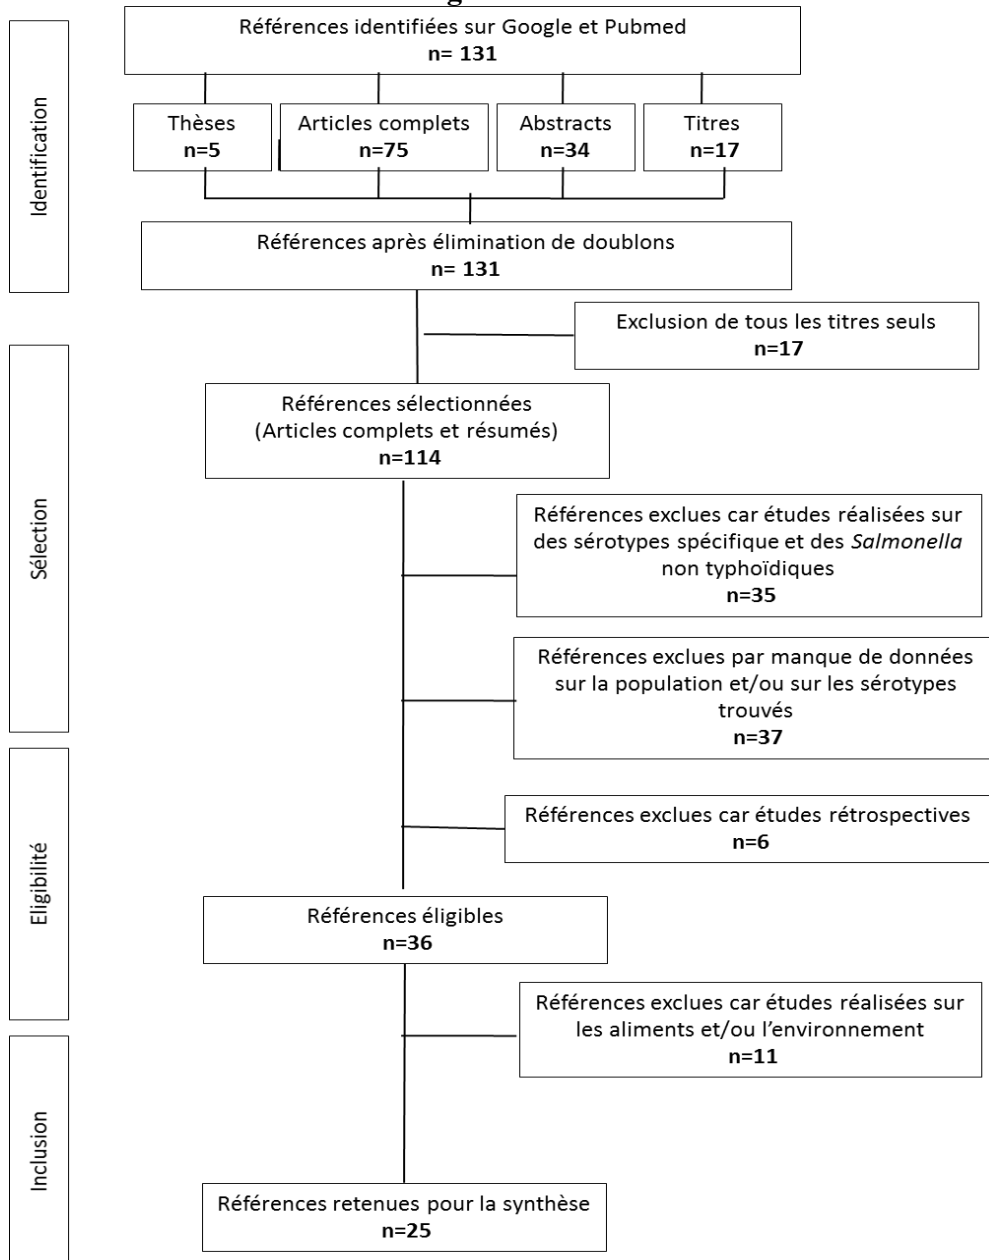 Références identifiées sur Google et Pubmed
n= 131
Identification
Thèses
n=5
Articles complets
n=75
Abstracts
n=34
Titres
n=17
Références après élimination de doublons
n= 131
Exclusion de tous les titres seuls
n=17
Sélection
Références sélectionnées
(Articles complets et résumés)
n=114
Références exclues car études réalisées sur
des sérotypes spécifique et des Salmonella
non typhoïdiques
n=35
Références exclues par manque de données
sur la population et/ou sur les sérotypes
trouvés
n=37
Eligibilité
Références exclues car études rétrospectives
n=6
Références éligibles
n=36
Références exclues car études réalisées sur
les aliments et/ou l’environnement
n=11
Inclusion
Références retenues pour la synthèse
n=25